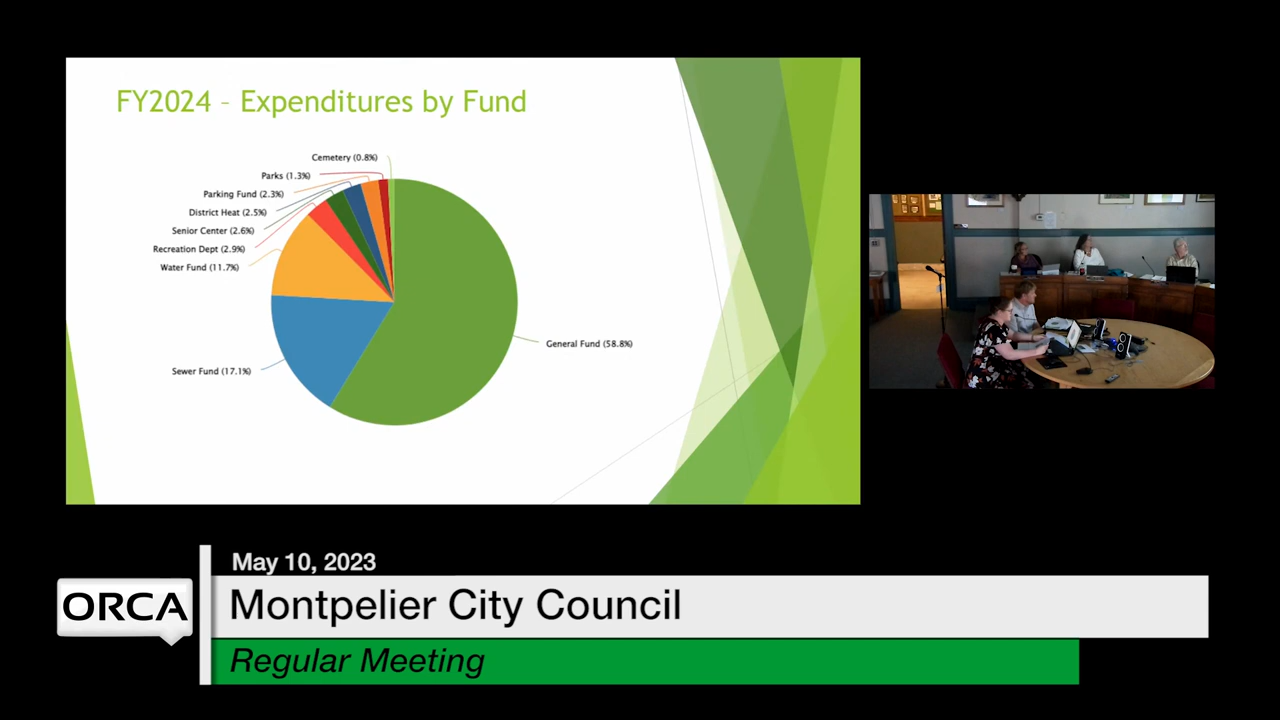 FY2024 – Expenditures by Fund
Cemetery (0.8%)
Parks (1.3%)
Parking Fund (2.3%)
District Heat (2.5%)
Senior Center (2.6%)
Recreation Dept (2.9%)
Water Fund (11.7%)
General Fund (58.8%)
Sewer Fund (17.1%)
May 10, 2023
ORCA
Montpelier City Council
Regular Meeting